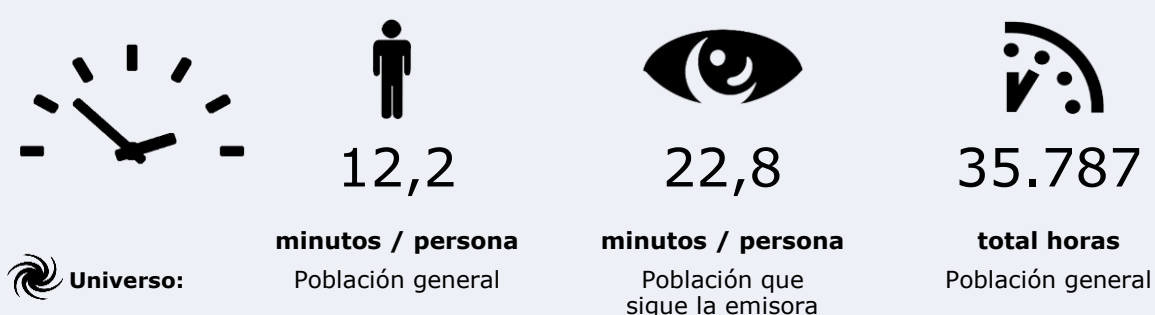 12,2
22,8
35.787
minutos / persona
minutos / persona
total horas
Universo:
Población general
Población que
sigue la emisora
Población general